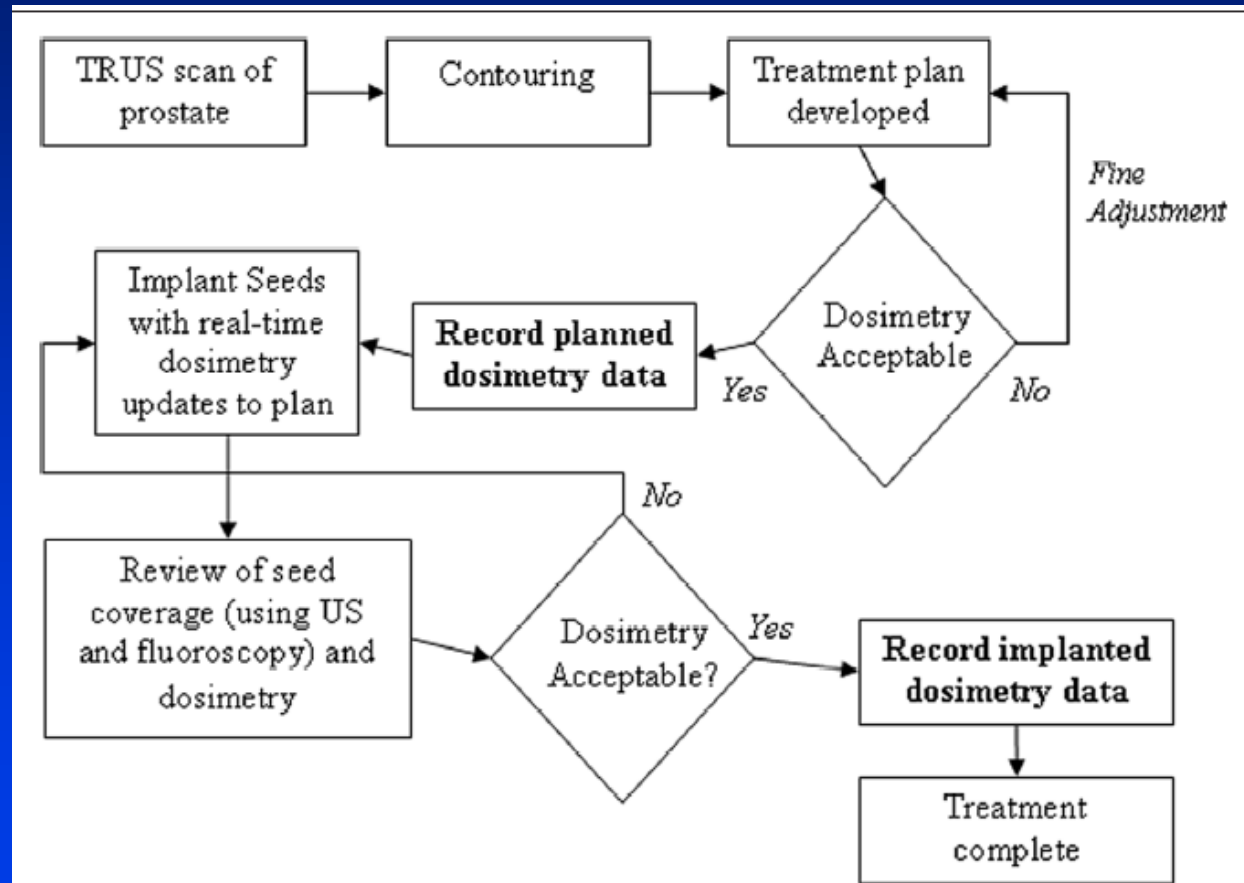 TRUS scan of
prostate
Contouring
Treatment plan
developed
Fine
Adjustment
Dosimetry
Acceptable
No
Yes
Record planned
dosimetry data
Implant Seeds
with real-time
dosimetry
updates to plan
Review of seed
coverage (using US
and fluoroscopy) and
dosimetry
No
Dosimetry
Acceptable?
Yes
Record implanted
dosimetry data
Treatment
complete